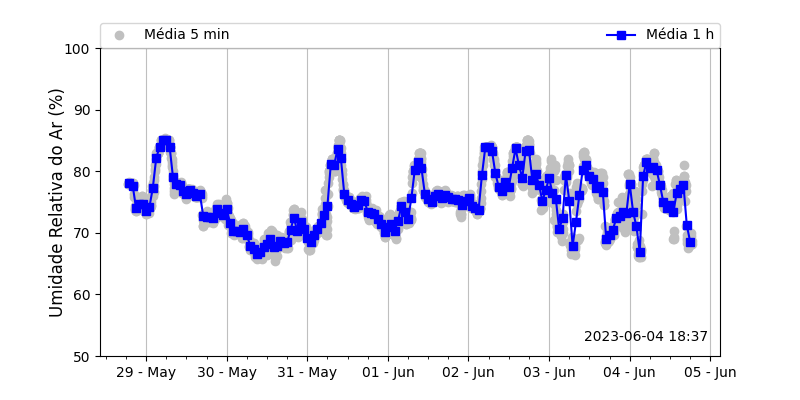 Média 5 min Média 1 h
Umidade Relativa do Ar (%)
100
90
80
70
60
50
2023-06-04 18:37
29 - May 30 - May 31 - May 01 - Jun 02 - Jun 03 - Jun 04 - Jun 05 - Jun